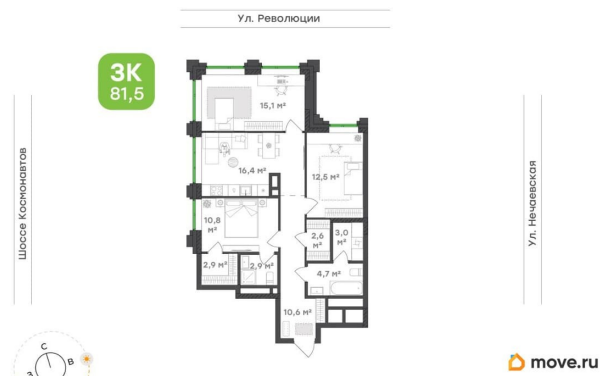 Ул. Революции
3К
81,5
15,1 м²
Шоссе Космонавтов
16,4 м²
12,5 м²
Ул. Нечаевская
10,8
м²
2,6
м²
3,0
м²
2,9 м²
2,9 м²
4,7 м²
10,6 м²
С
В
З
move.ru